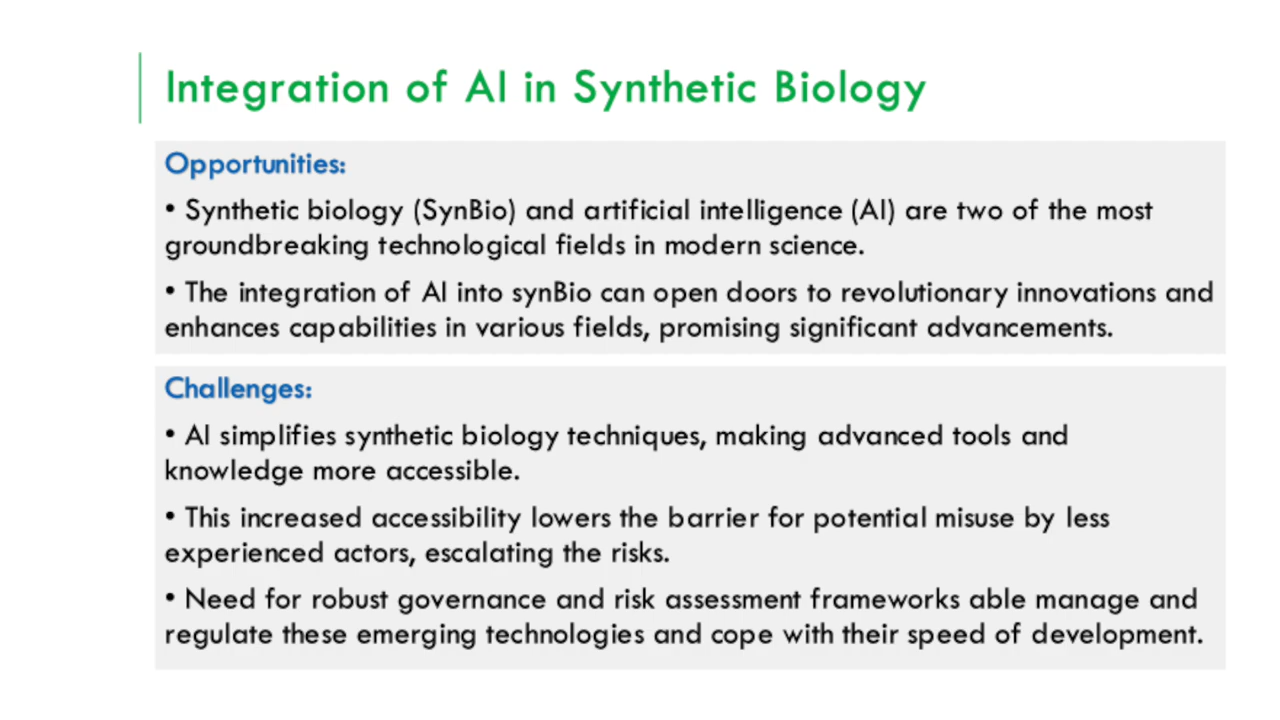 Integration of AI in Synthetic Biology
Opportunities:
• Synthetic biology (SynBio) and artificial intelligence (AI) are two of the most
groundbreaking technological fields in modern science.
• The integration of AI into synBio can open doors to revolutionary innovations and
enhances capabilities in various fields, promising significant advancements.
Challenges:
• AI simplifies synthetic biology techniques, making advanced tools and
knowledge more accessible.
• This increased accessibility lowers the barrier for potential misuse by less
experienced actors, escalating the risks.
• Need for robust governance and risk assessment frameworks able manage and
regulate these emerging technologies and cope with their speed of development.